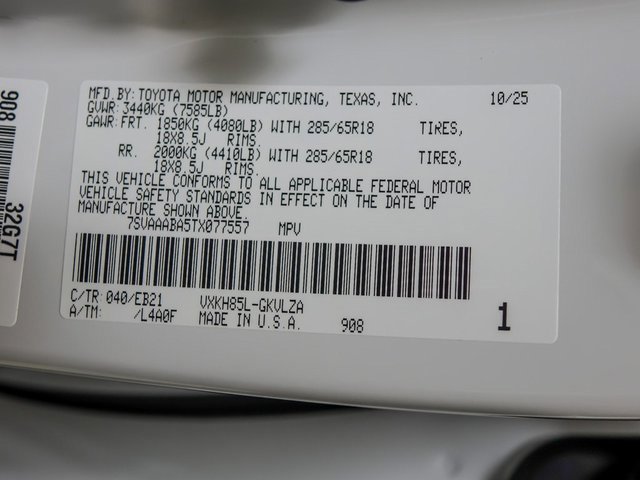 MFD.BY: TOYOTA MOTOR MANUFACTURING, TEXAS, INC. 10/25
GVWR: 3440KG (7585LB)
GAWR: FRT. 1850KG (4080LB) WITH 285/65R18 TIRES,
18X8.5J RIMS.
RR. 2000KG (4410LB) WITH 285/65R18 TIRES,
18X8.5J RIMS.
THIS VEHICLE CONFORMS TO ALL APPLICABLE FEDERAL MOTOR
VEHICLE SAFETY STANDARDS IN EFFECT ON THE DATE OF
MANUFACTURE SHOWN ABOVE.
7SVAAABA5TX077557 MPV
C/TR: 040/EB21 VXKH85L-GKVLZA
A/TM: /L4A0F MADE IN U.S.A. 908 1
908 32G7T